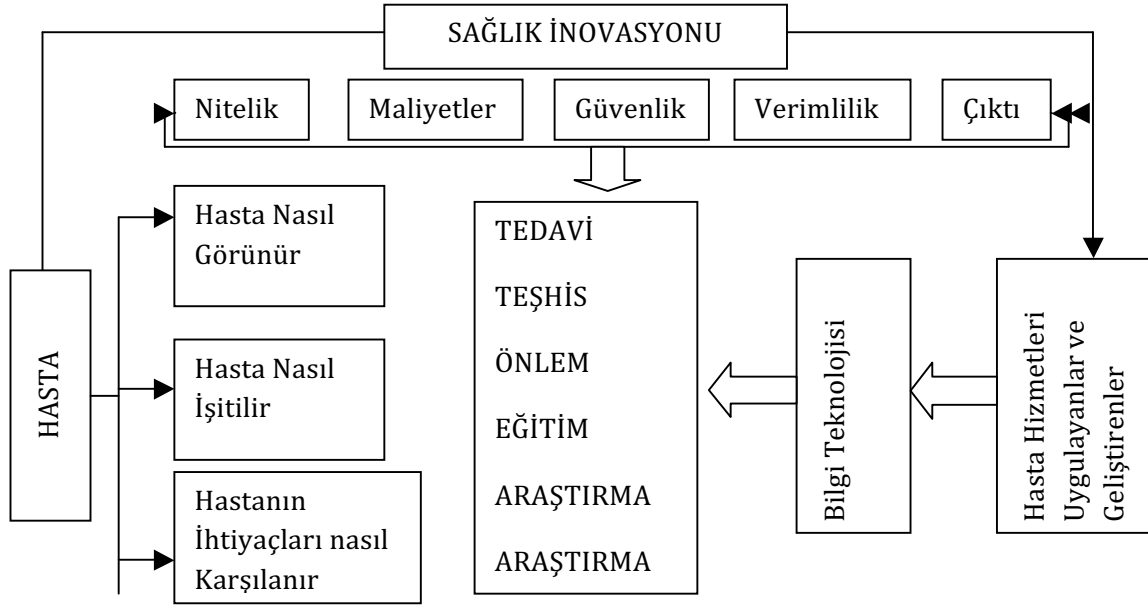 SAĞLIK İNOVASYONU
Nitelik
Maliyetler
Güvenlik
Verimlilik
Çıktı
HASTA
Hasta Nasıl
Görünür
Hasta Nasıl
İşitilir
Hastanın
İhtiyaçları nasıl
Karşılanır
TEDAVİ
TEŞHİS
ÖNLEM
EĞİTİM
ARAŞTIRMA
ARAŞTIRMA
Bilgi Teknolojisi
Hasta Hizmetleri
Uygulayanlar ve
Geliştirenler